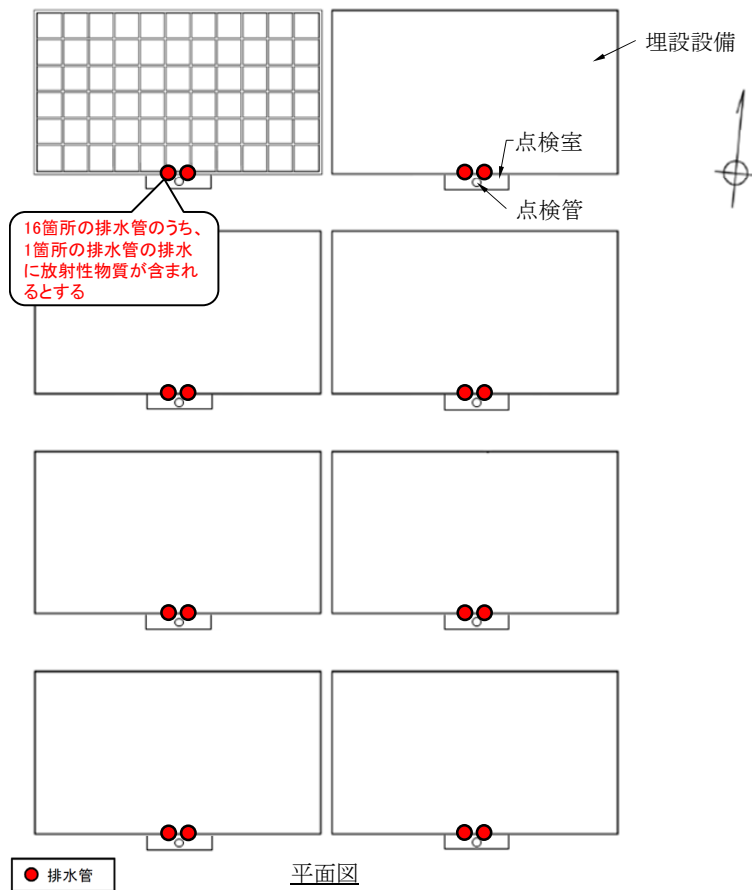 埋設設備
点検室
点検管
16箇所の排水管のうち、
1箇所の排水管の排水
に放射性物質が含まれ
るとする
排水管
平面図